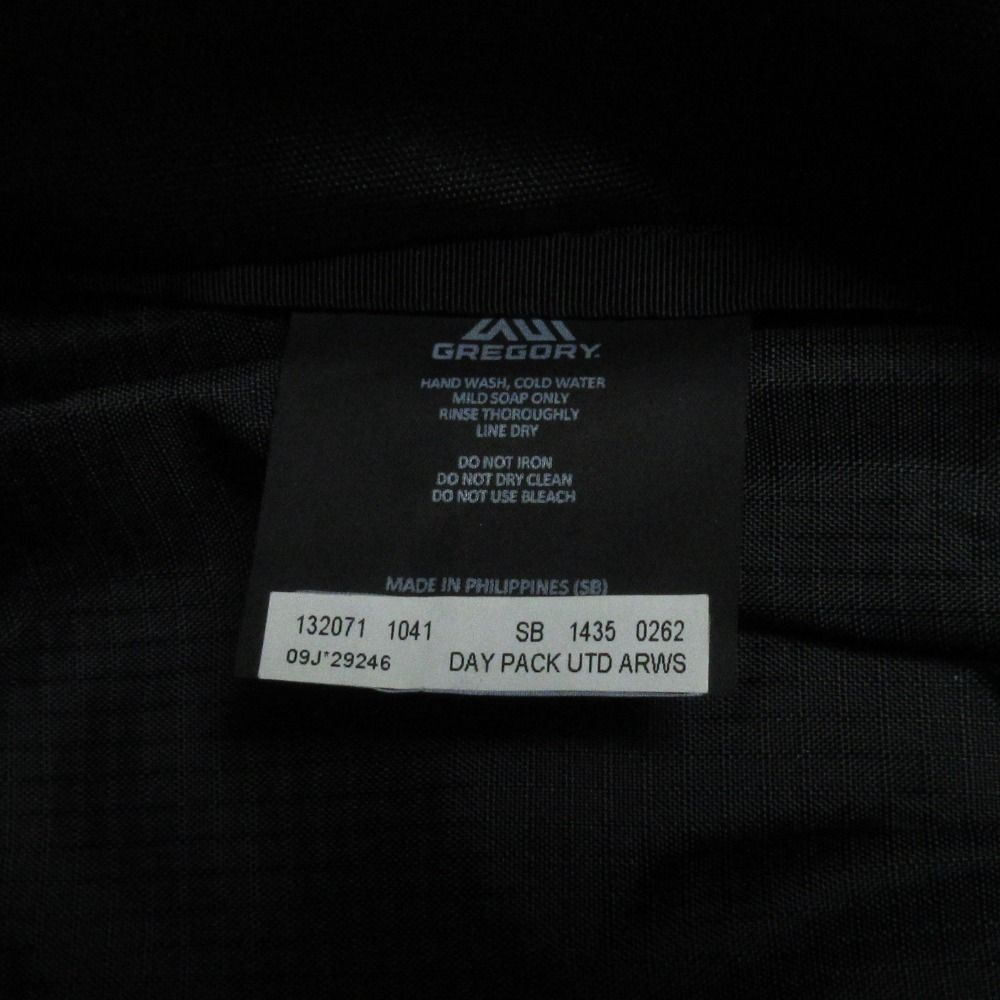 GREGORY.
HAND WASH, COLD WATER
MILD SOAP ONLY
RINSE THOROUGHLY
LINE DRY
DO NOT IRON
DO NOT DRY CLEAN
DO NOT USE BLEACH
MADE IN PHILIPPINES (SB)
132071 1041 SB 1435 0262
09J*29246 DAY PACK UTD ARWS